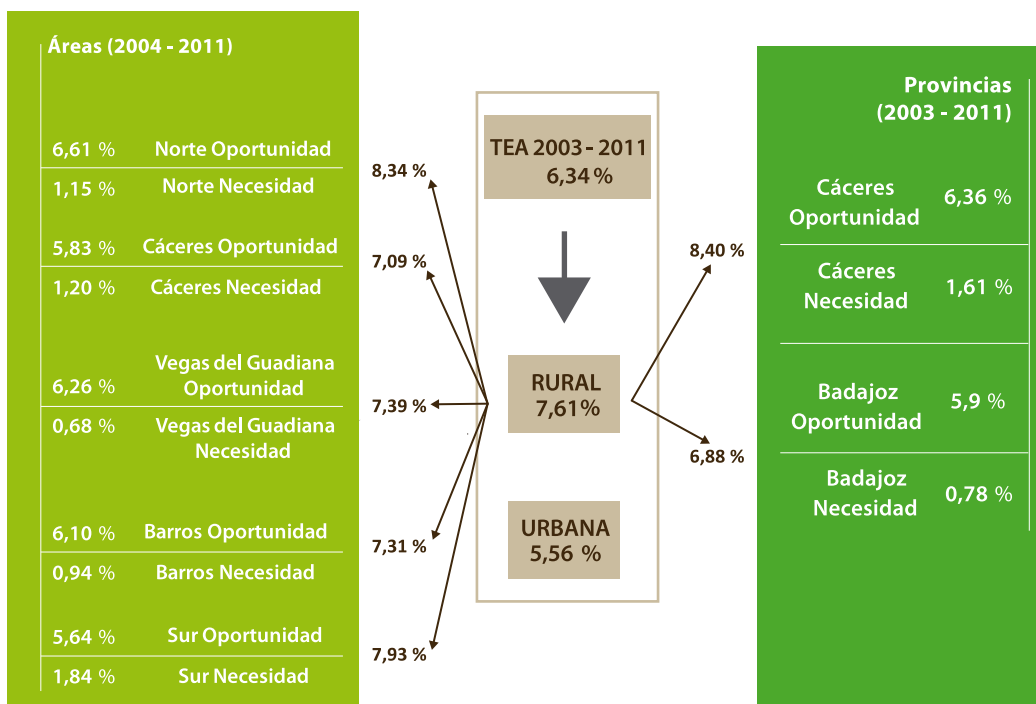 Áreas (2004 - 2011)
6,61 % Norte Oportunidad
1,15 % Norte Necesidad
5,83 % Cáceres Oportunidad
1,20 % Cáceres Necesidad
Vegas del Guadiana
6,26 % Oportunidad
0,68 % Vegas del Guadiana
Necesidad
6,10 % Barros Oportunidad
0,94 % Barros Necesidad
5,64 % Sur Oportunidad
1,84 % Sur Necesidad
8,34 %
7,09 %
7,39 %
7,31 %
7,93 %
TEA 2003 - 2011
6,34 %
RURAL
7,61%
URBANA
5,56 %
8,40 %
6,88 %
Provincias
(2003 - 2011)
Cáceres
Oportunidad 6,36 %
Cáceres
Necesidad 1,61 %
Badajoz
Oportunidad 5,9 %
Badajoz
Necesidad 0,78 %